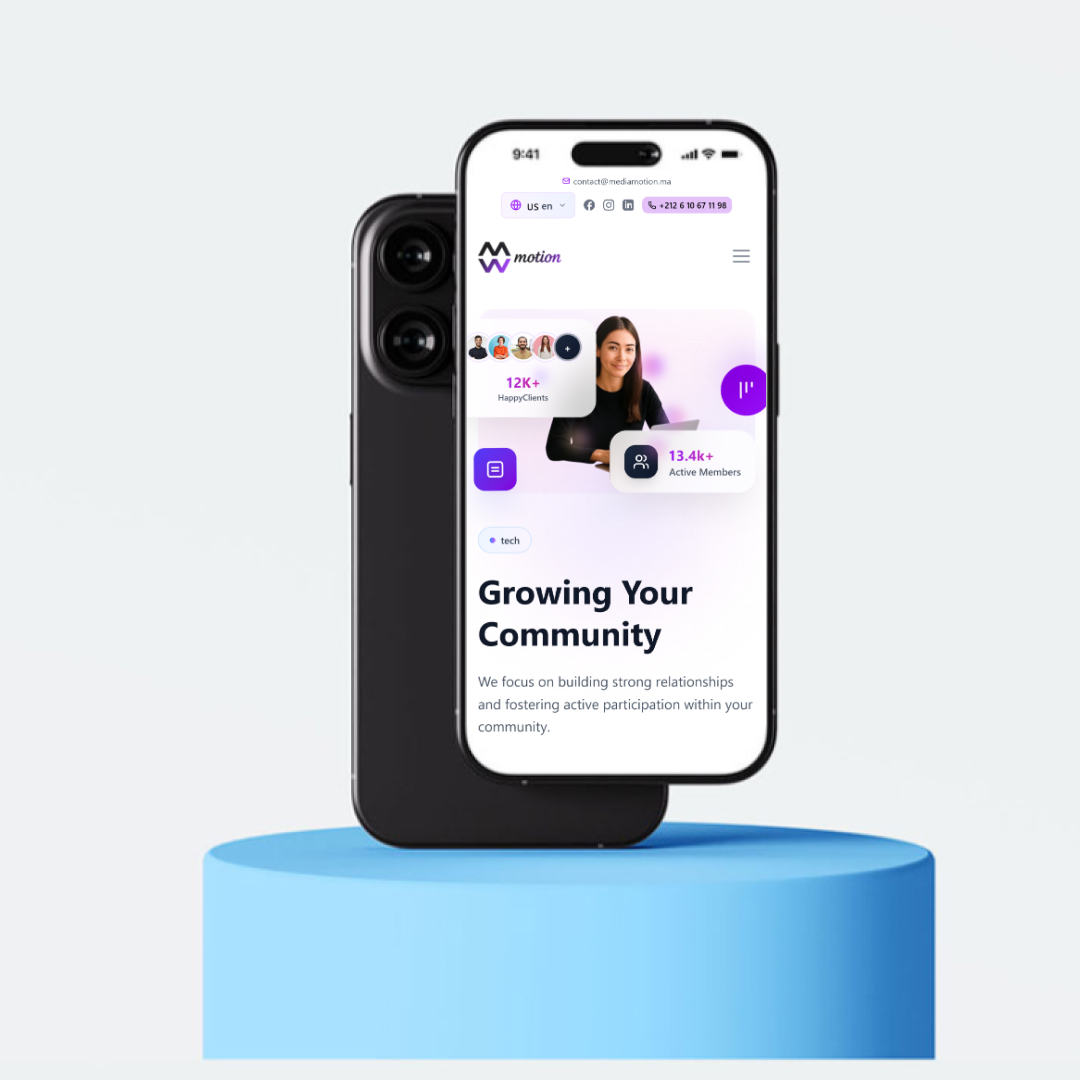 9:41
contact@mediamotion.ma
US en
+212 6 10 67 11 98
motion
12K+
HappyClients
13.4k+
Active Members
tech
Growing Your
Community
We focus on building strong relationships
and fostering active participation within your
community.